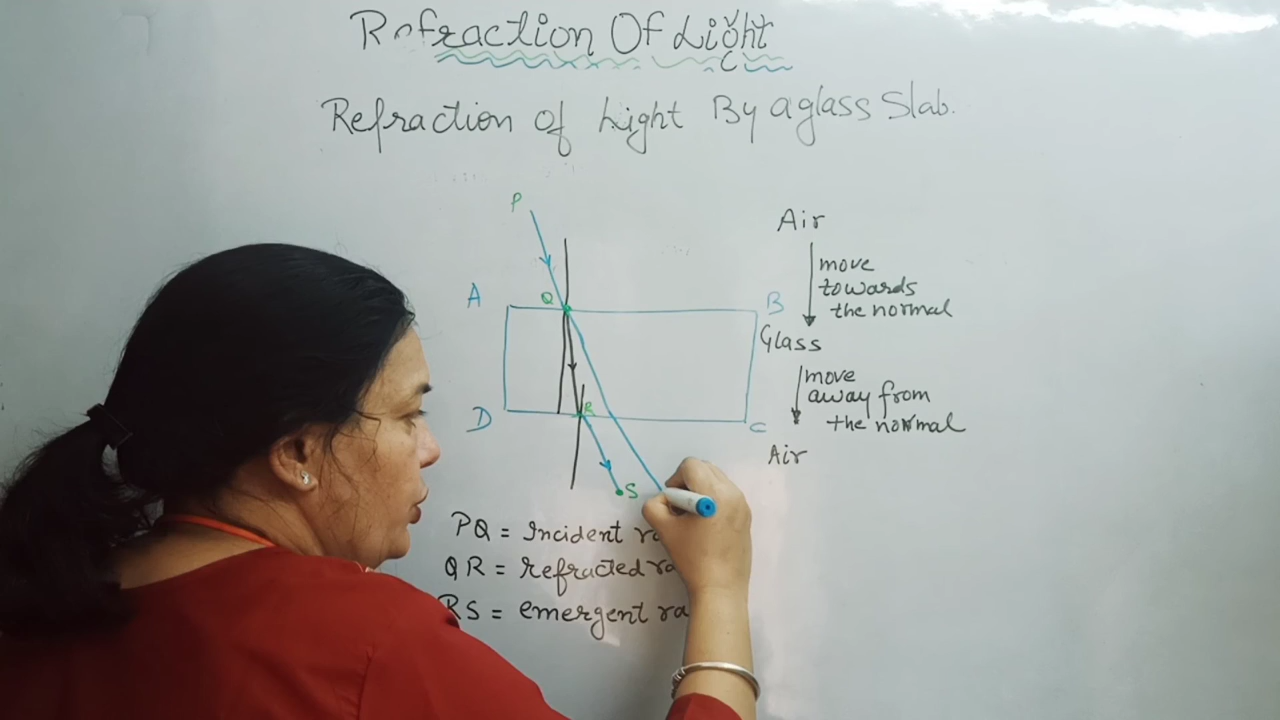 Refraction Of Light
Refraction of Light By a glass Slab.
P
Air
move
towards
the normal
A
Q
B
Glass
move
away from
the normal
D
R
C
Air
S
PQ = Incident
QR = refracted
RS = emergent